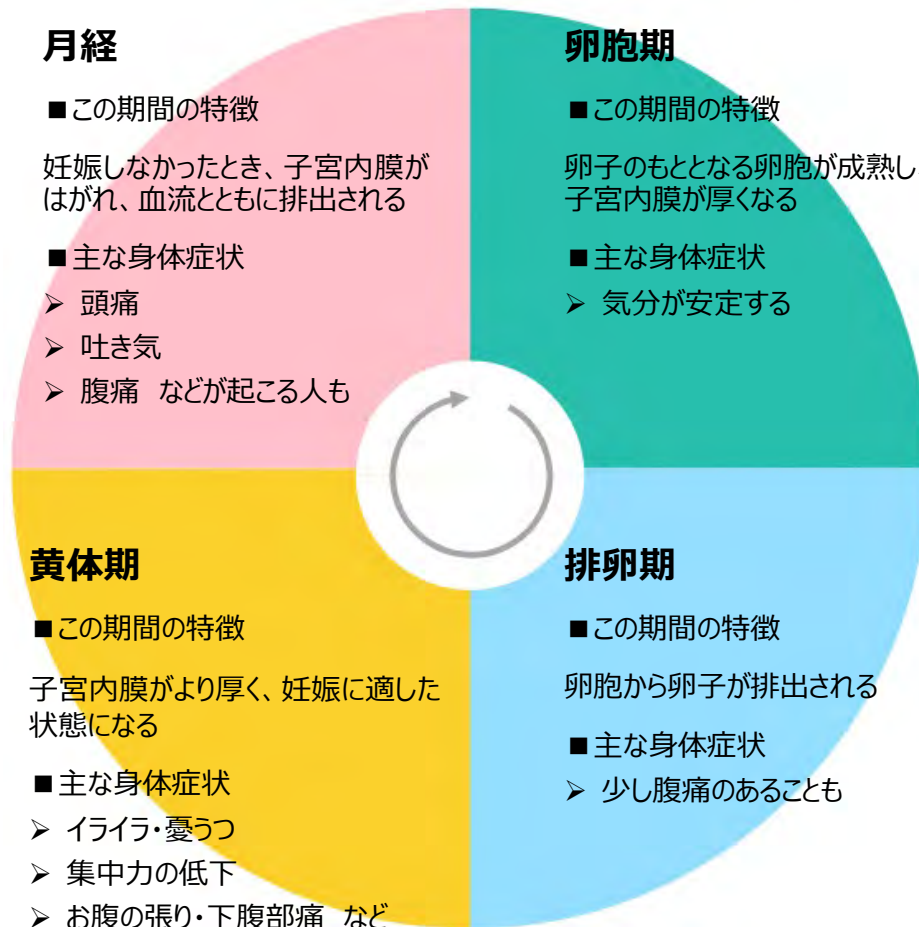 月経
■この期間の特徴
妊娠しなかったとき、子宮内膜が
はがれ、血流とともに排出される
■主な身体症状
➢ 頭痛
➢ 吐き気
➢ 腹痛　などが起こる人も
卵胞期
■この期間の特徴
卵子のもととなる卵胞が成熟し
子宮内膜が厚くなる
■主な身体症状
➢ 気分が安定する
黄体期
■この期間の特徴
子宮内膜がより厚く、妊娠に適した
状態になる
■主な身体症状
➢ イライラ・憂うつ
➢ 集中力の低下
➢ お腹の張り・下腹部痛　など
排卵期
■この期間の特徴
卵胞から卵子が排出される
■主な身体症状
➢ 少し腹痛のあることも